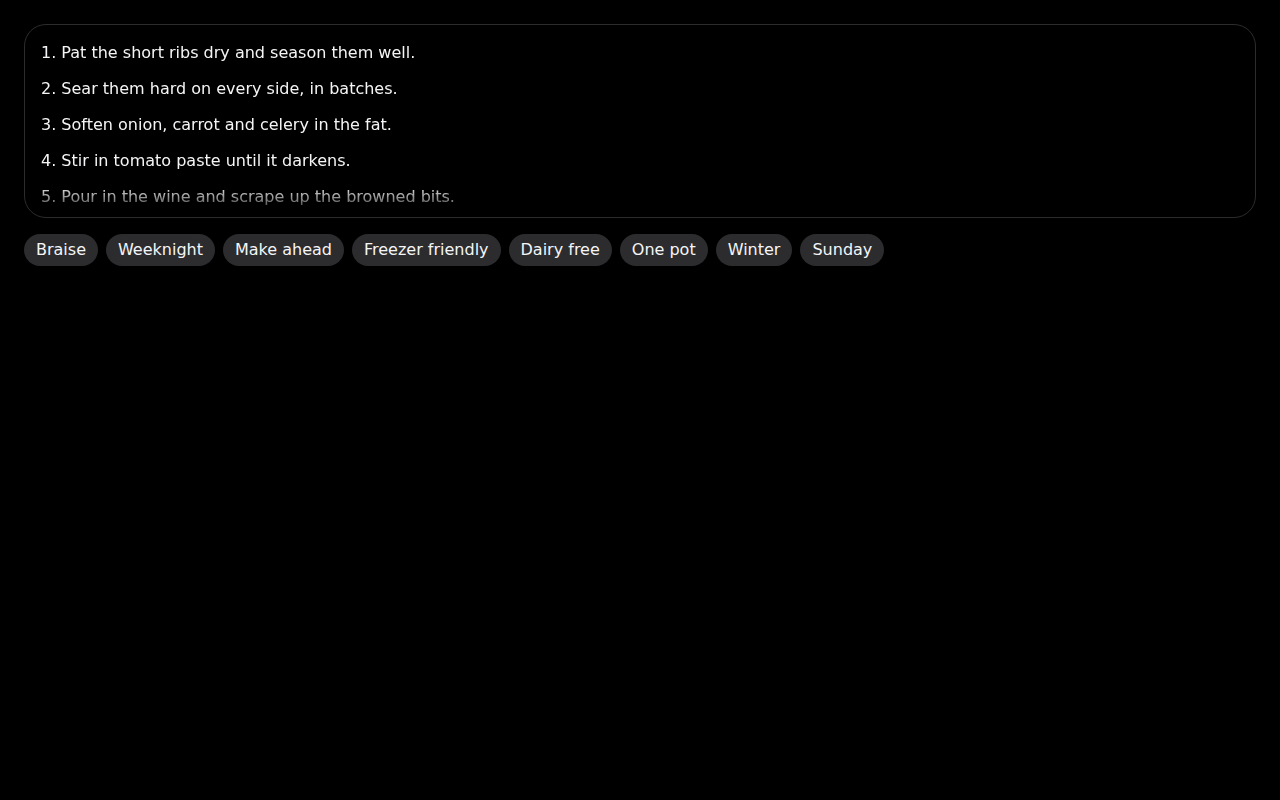 1. Pat the short ribs dry and season them well.
2. Sear them hard on every side, in batches.
3. Soften onion, carrot and celery in the fat.
4. Stir in tomato paste until it darkens.
5. Pour in the wine and scrape up the browned bits.
Braise Weeknight Make ahead Freezer friendly Dairy free One pot Winter Sunday